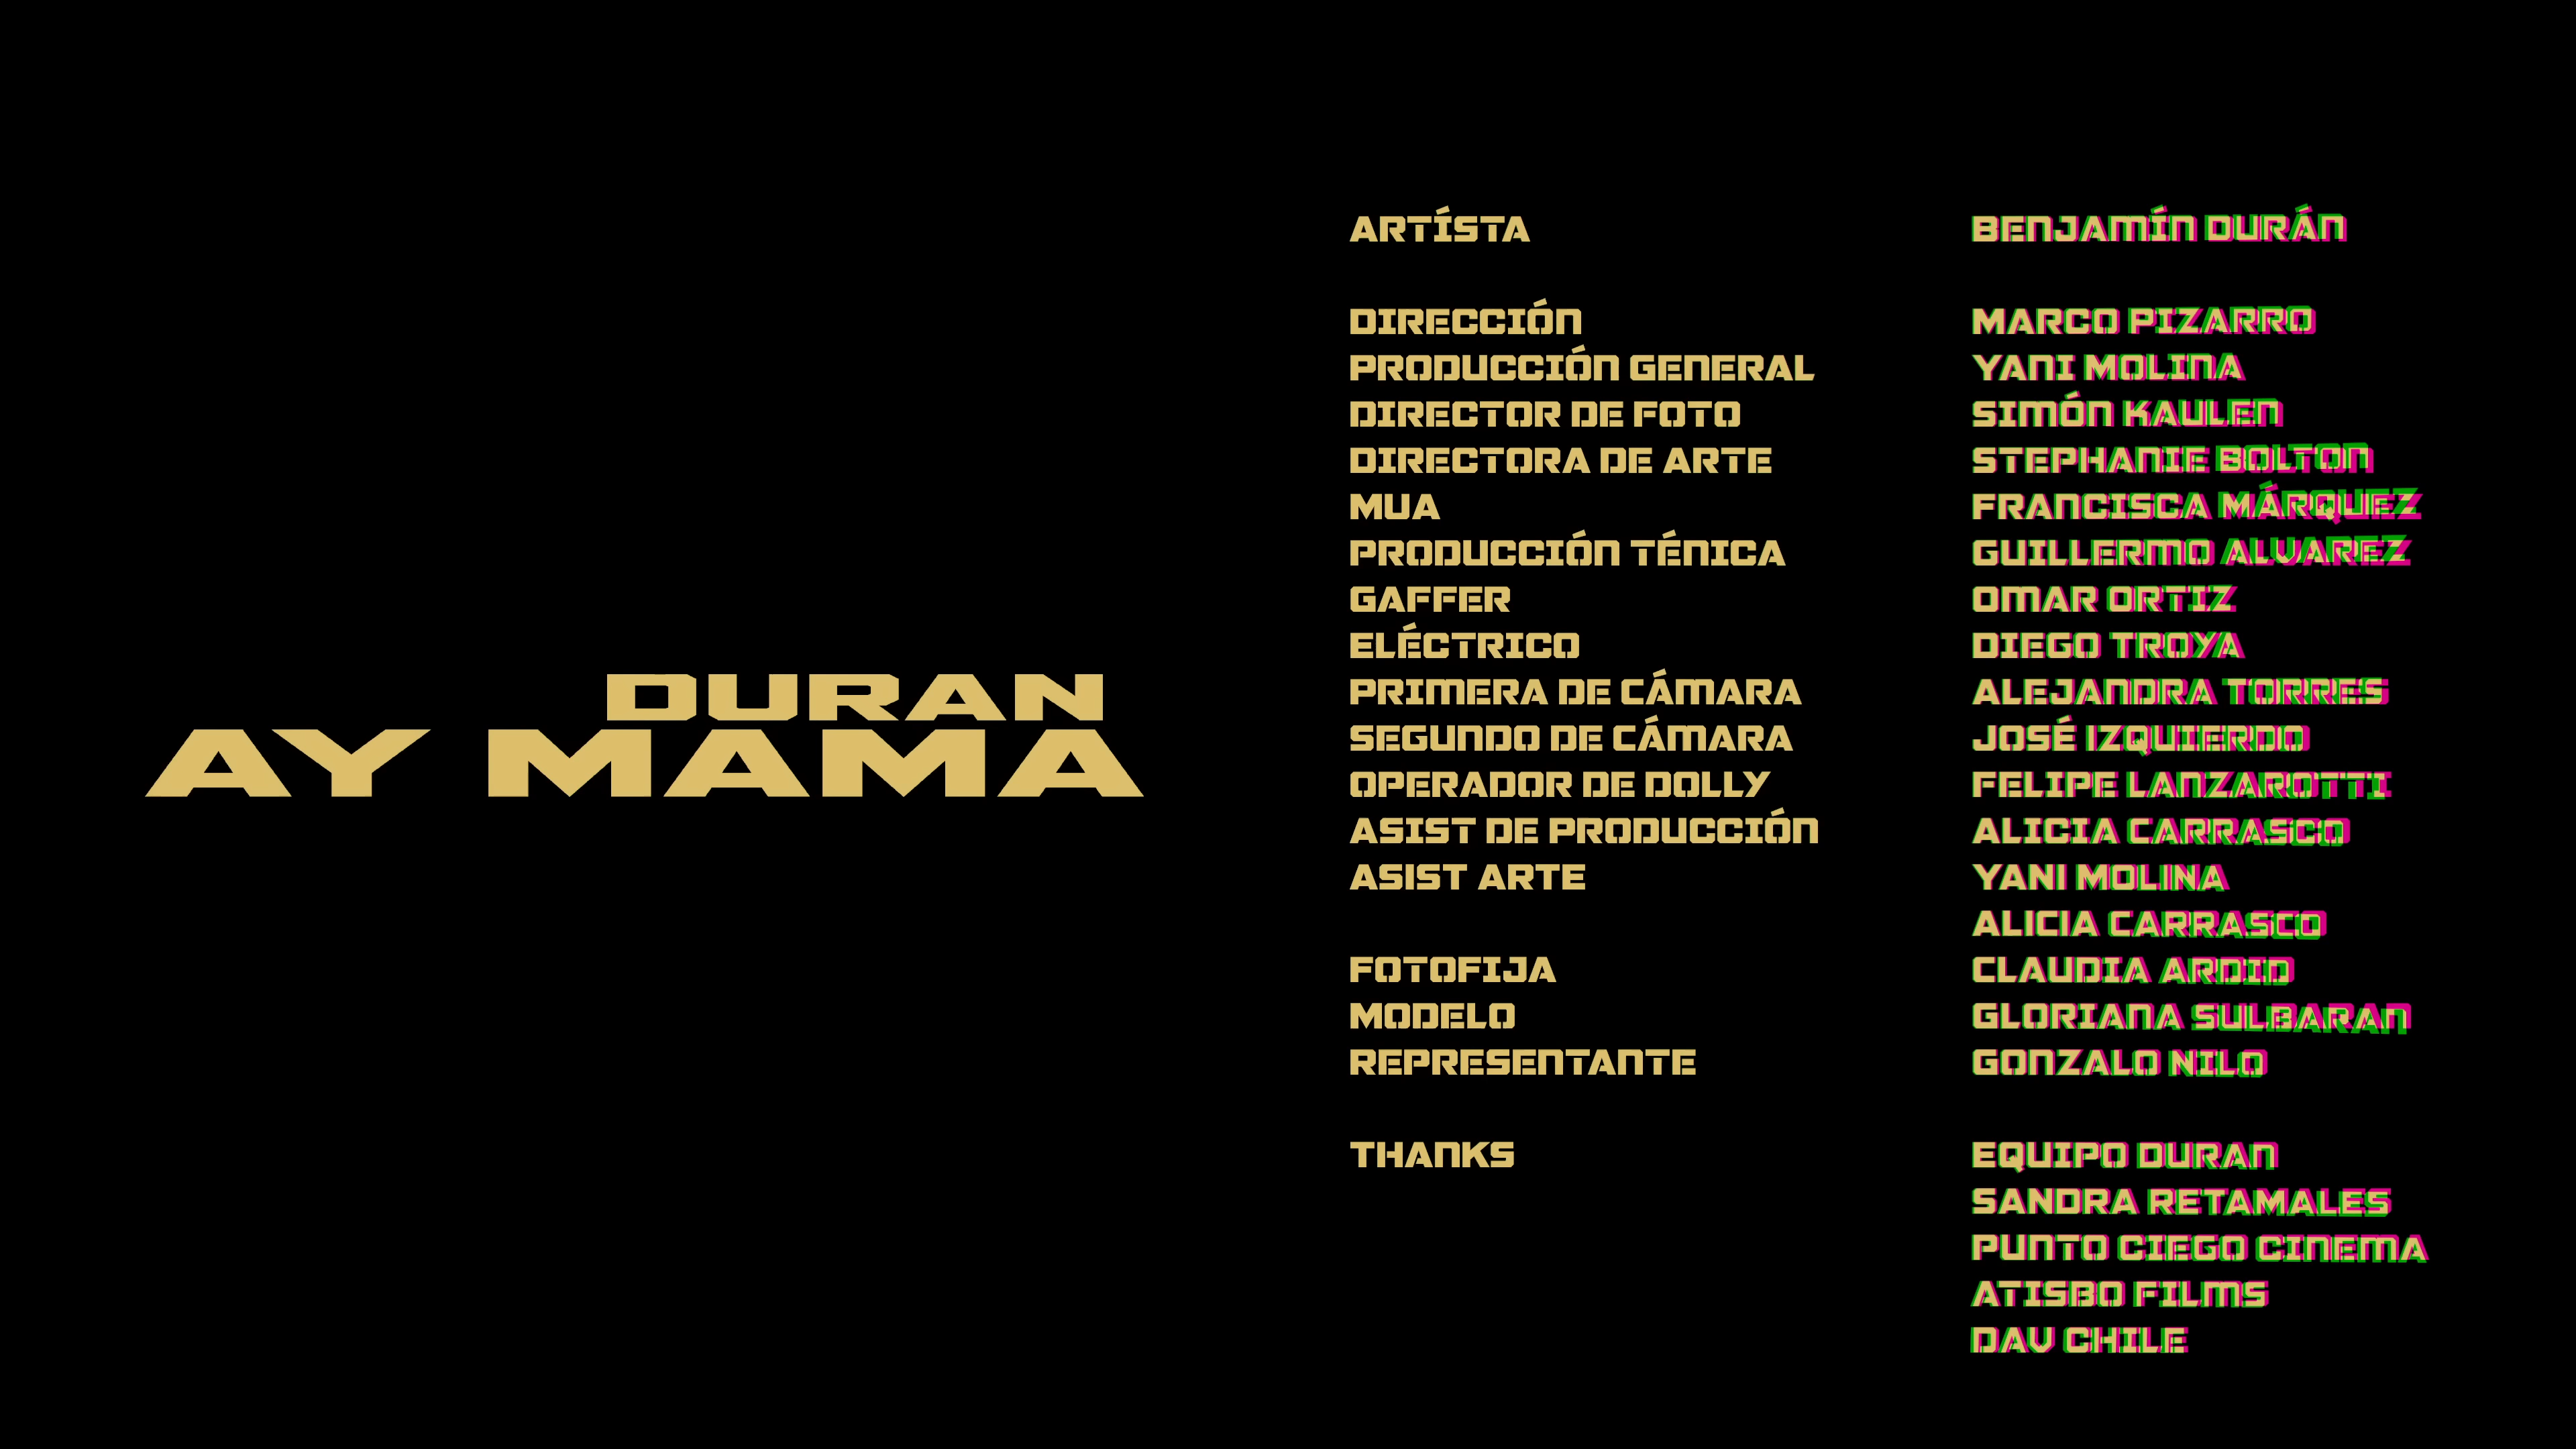 DURAN
AY MAMA
ARTÍSTA BENJAMÍN DURÁN
DIRECCIÓN MARCO PIZARRO
PRODUCCIÓN GENERAL YANI MOLINA
DIRECTOR DE FOTO SIMÓN KAULEN
DIRECTORA DE ARTE STEPHANIE BOLTON
MUA FRANCISCA MÁRQUEZ
PRODUCCIÓN TÉNICA GUILLERMO ALVAREZ
GAFFER OMAR ORTIZ
ELÉCTRICO DIEGO TROYA
PRIMERA DE CÁMARA ALEJANDRA TORRES
SEGUNDO DE CÁMARA JOSÉ IZQUIERDO
OPERADOR DE DOLLY FELIPE LANZAROTTI
ASIST DE PRODUCCIÓN ALICIA CARRASCO
ASIST ARTE YANI MOLINA
ALICIA CARRASCO
FOTOFIJA CLAUDIA ARDID
MODELO GLORIANA SULBARAN
REPRESENTANTE GONZALO NILO
THANKS EQUIPO DURAN
SANDRA RETAMALES
PUNTO CIEGO CINEMA
ATISBO FILMS
DAV CHILE